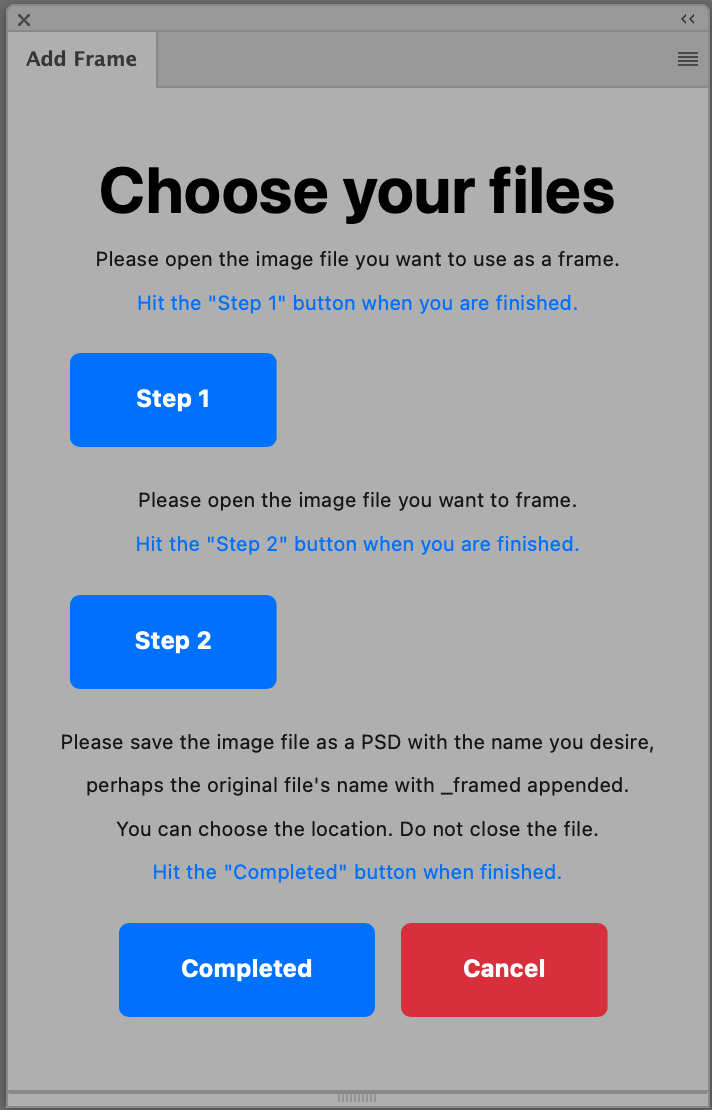 Add Frame
Choose your files
Please open the image file you want to use as a frame.
Hit the "Step 1" button when you are finished.
Step 1
Please open the image file you want to frame.
Hit the "Step 2" button when you are finished.
Step 2
Please save the image file as a PSD with the name you desire,
perhaps the original file's name with _framed appended.
You can choose the location. Do not close the file.
Hit the "Completed" button when finished.
Completed Cancel